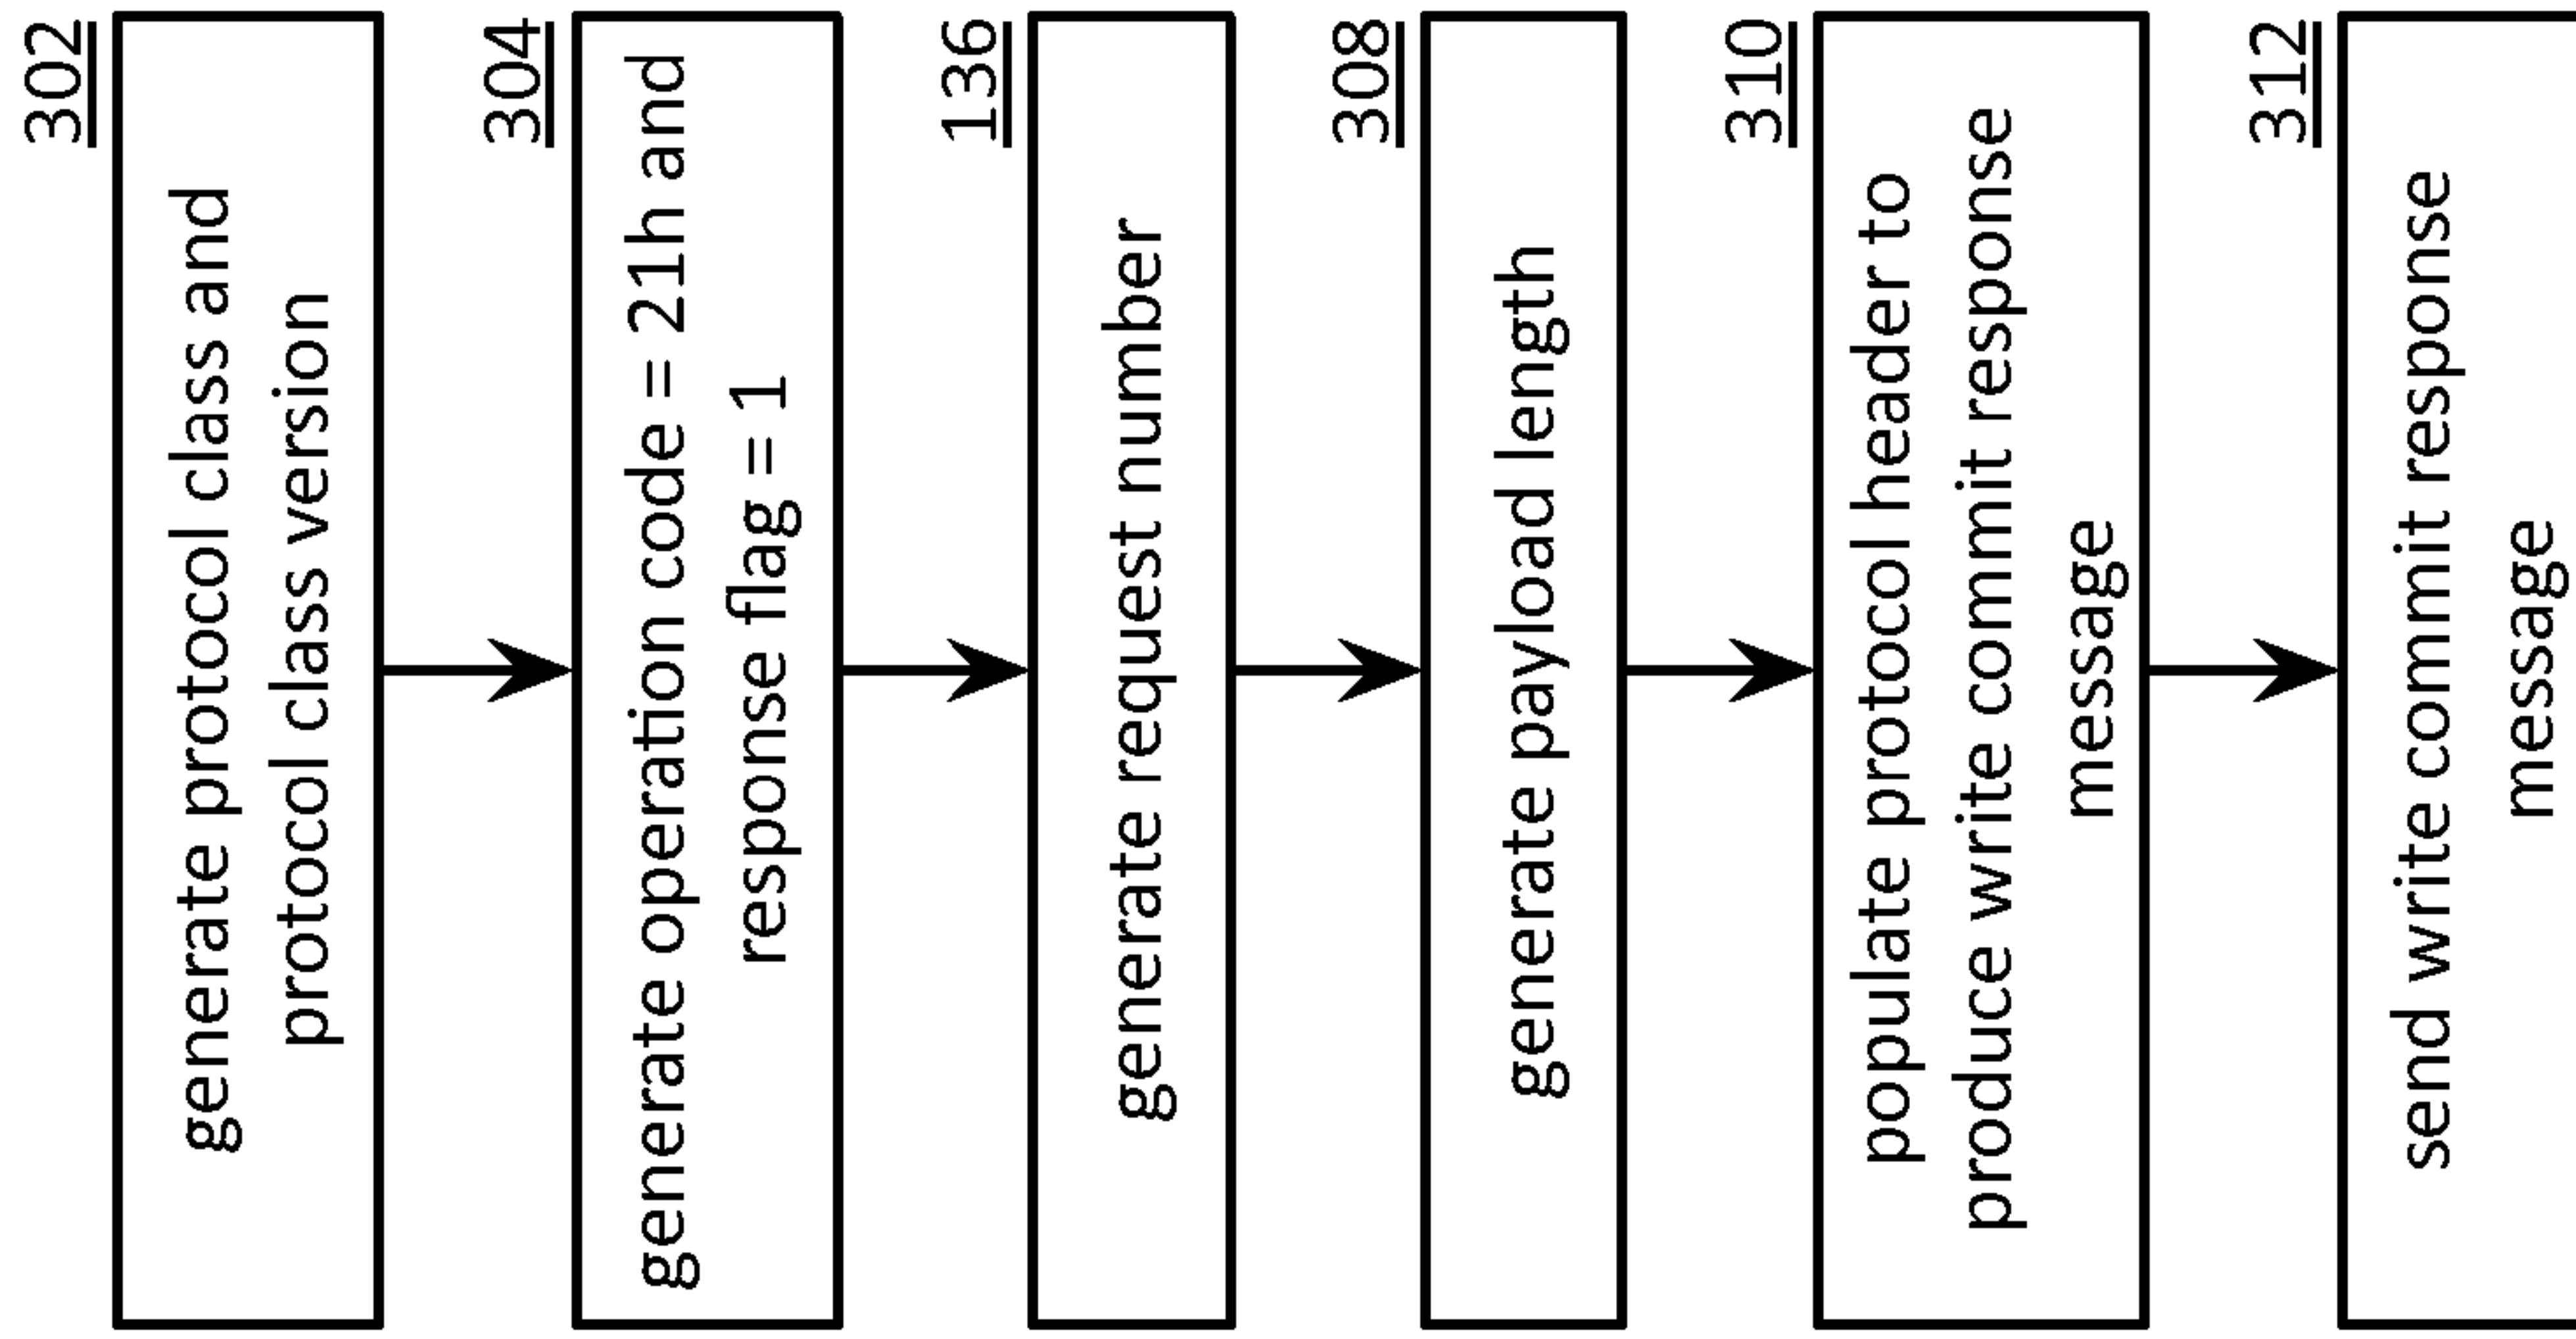 302
generate protocol class and
protocol class version
304
generate operation code = 21h and
response flag = 1
136
generate request number
308
generate payload length
310
populate protocol header to
produce write commit response
message
312
send write commit response
message